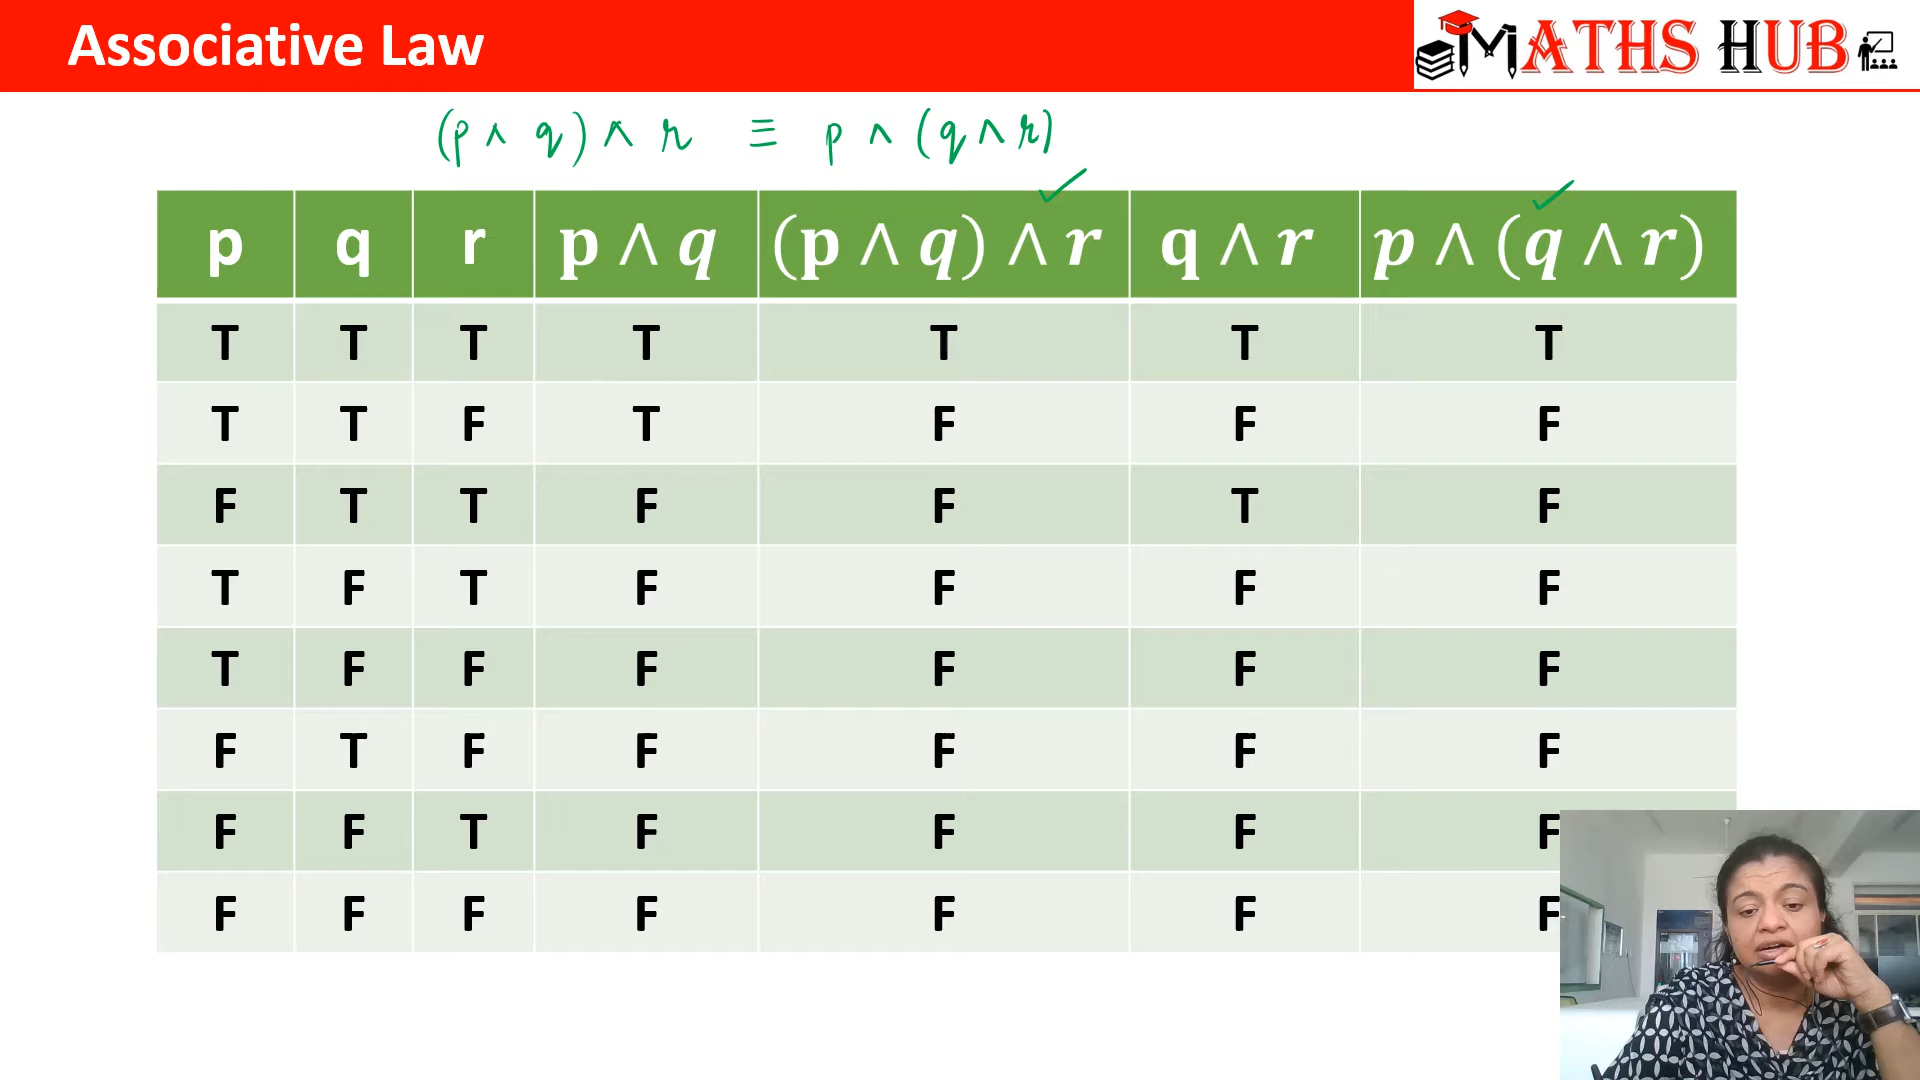 Associative Law
MATHS HUB
(p ∧ q) ∧ r ≡ p ∧ (q ∧ r)
p q r p ∧ q (p ∧ q) ∧ r q ∧ r p ∧ (q ∧ r)
T T T T T T T
T T F T F F F
F T T F F T F
T F T F F F F
T F F F F F F
F T F F F F F
F F T F F F F
F F F F F F F